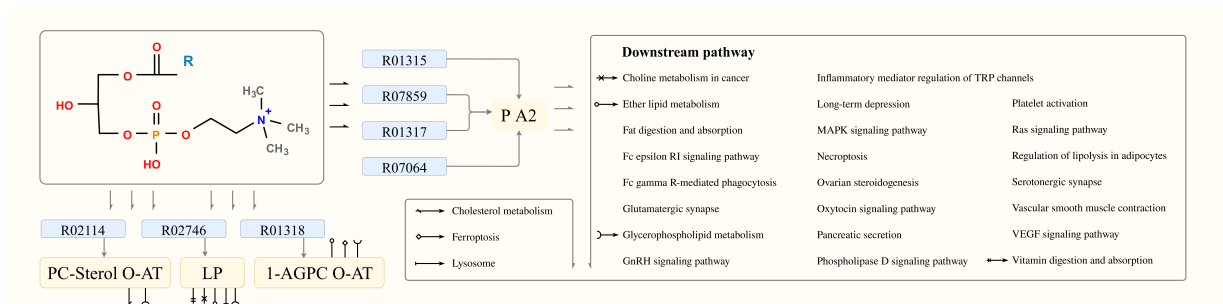 O
R
O
HO
O
H₃C
O
P
O
N
+
CH₃
HO
CH₃
R01315
R07859
R01317
R07064
P A2
R02114
R02746
R01318
PC-Sterol O-AT
LP
1-AGPC O-AT
Cholesterol metabolism
Ferroptosis
Lysosome
Downstream pathway
Choline metabolism in cancer
Inflammatory mediator regulation of TRP channels
Ether lipid metabolism
Long-term depression
Platelet activation
Fat digestion and absorption
MAPK signaling pathway
Ras signaling pathway
Fc epsilon RI signaling pathway
Necroptosis
Regulation of lipolysis in adipocytes
Fc gamma R-mediated phagocytosis
Ovarian steroidogenesis
Serotonergic synapse
Glutamatergic synapse
Oxytocin signaling pathway
Vascular smooth muscle contraction
Glycerophospholipid metabolism
Pancreatic secretion
VEGF signaling pathway
GnRH signaling pathway
Phospholipase D signaling pathway
Vitamin digestion and absorption